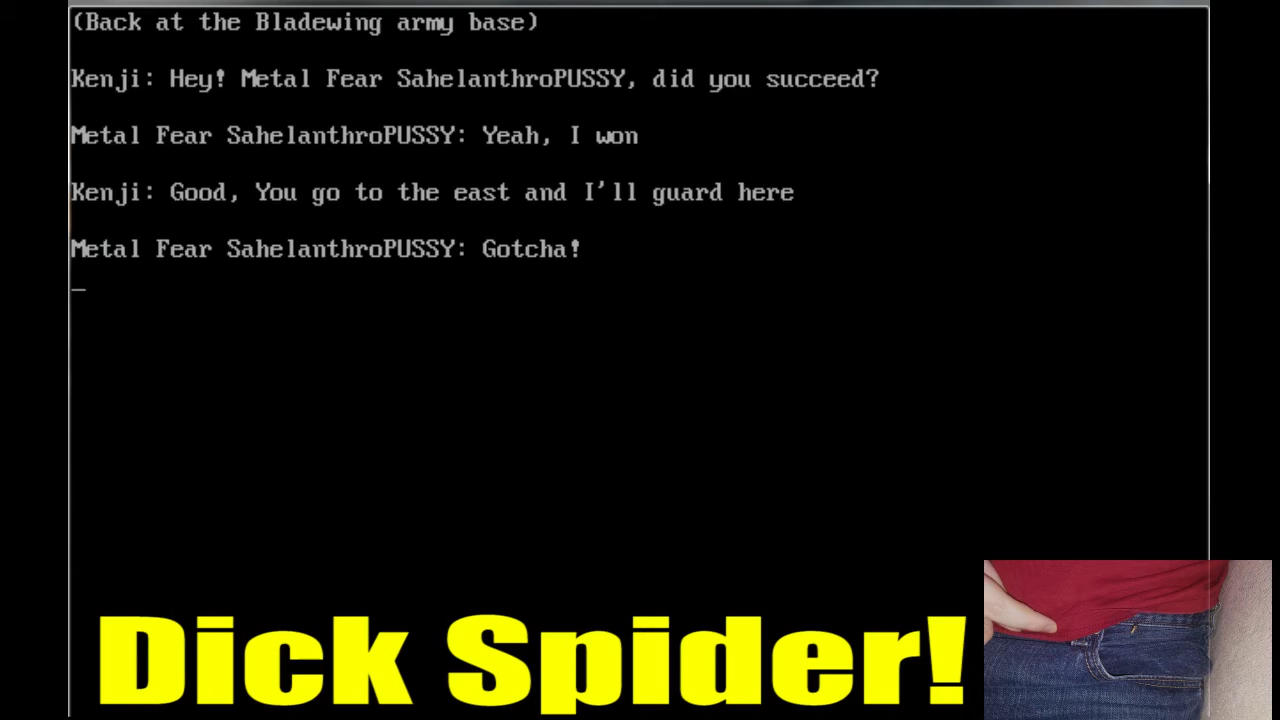 (Back at the Bladewing army base)
Kenji: Hey! Metal Fear SahelanthroPUSSY, did you succeed?
Metal Fear SahelanthroPUSSY: Yeah, I won
Kenji: Good, You go to the east and I'll guard here
Metal Fear SahelanthroPUSSY: Gotcha!
_
Dick Spider!